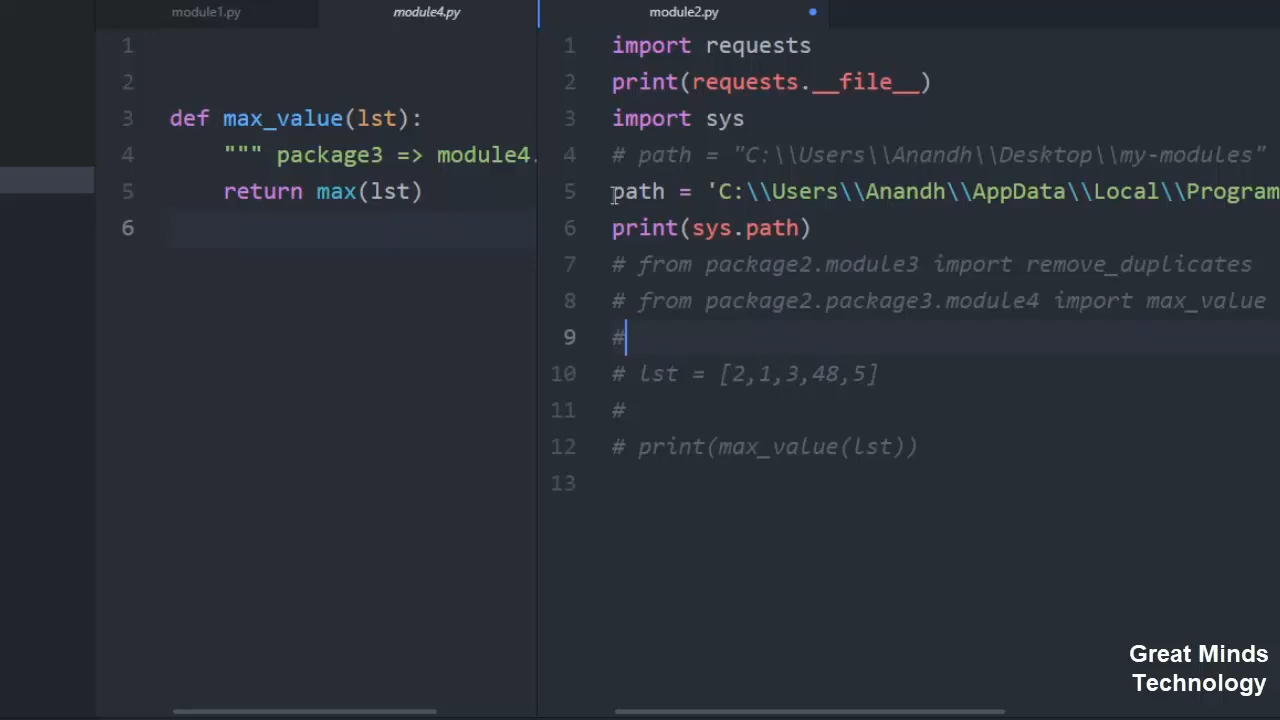 module1.py
module4.py
module2.py
1
2
3 def max_value(lst):
4 """ package3 => module4.
5 return max(lst)
6
1 import requests
2 print(requests.__file__)
3 import sys
4 # path = "C:\\Users\\Anandh\\Desktop\\my-modules"
5 path = 'C:\\Users\\Anandh\\AppData\\Local\\Program
6 print(sys.path)
7 # from package2.module3 import remove_duplicates
8 # from package2.package3.module4 import max_value
9 #
10 # lst = [2,1,3,48,5]
11 #
12 # print(max_value(lst))
13
Great Minds
Technology